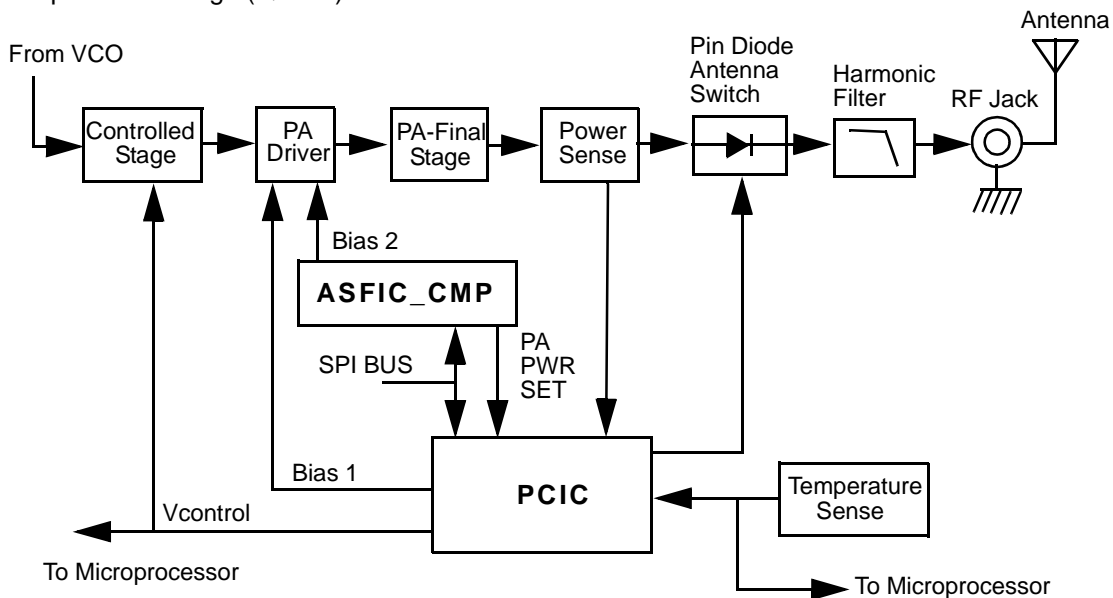 Antenna
From VCO
Pin Diode
Antenna
Switch
Harmonic
Filter
RF Jack
Controlled
Stage
PA
Driver
PA-Final
Stage
Power
Sense
Bias 2
ASFIC_CMP
SPI BUS
PA
PWR
SET
Bias 1
PCIC
Temperature
Sense
Vcontrol
To Microprocessor
To Microprocessor